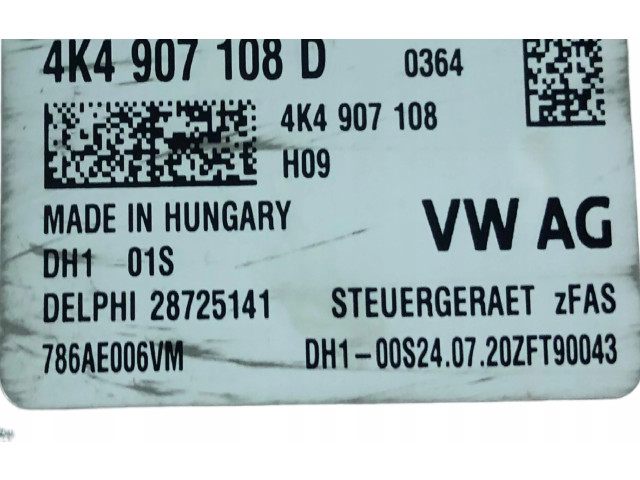 4K4 907 108 D 0364
4K4 907 108
H09
MADE IN HUNGARY
VW AG
DH1 01S
DELPHI 28725141
STEUERGERAET zFAS
786AE006VM
DH1-00S24.07.20ZFT90043